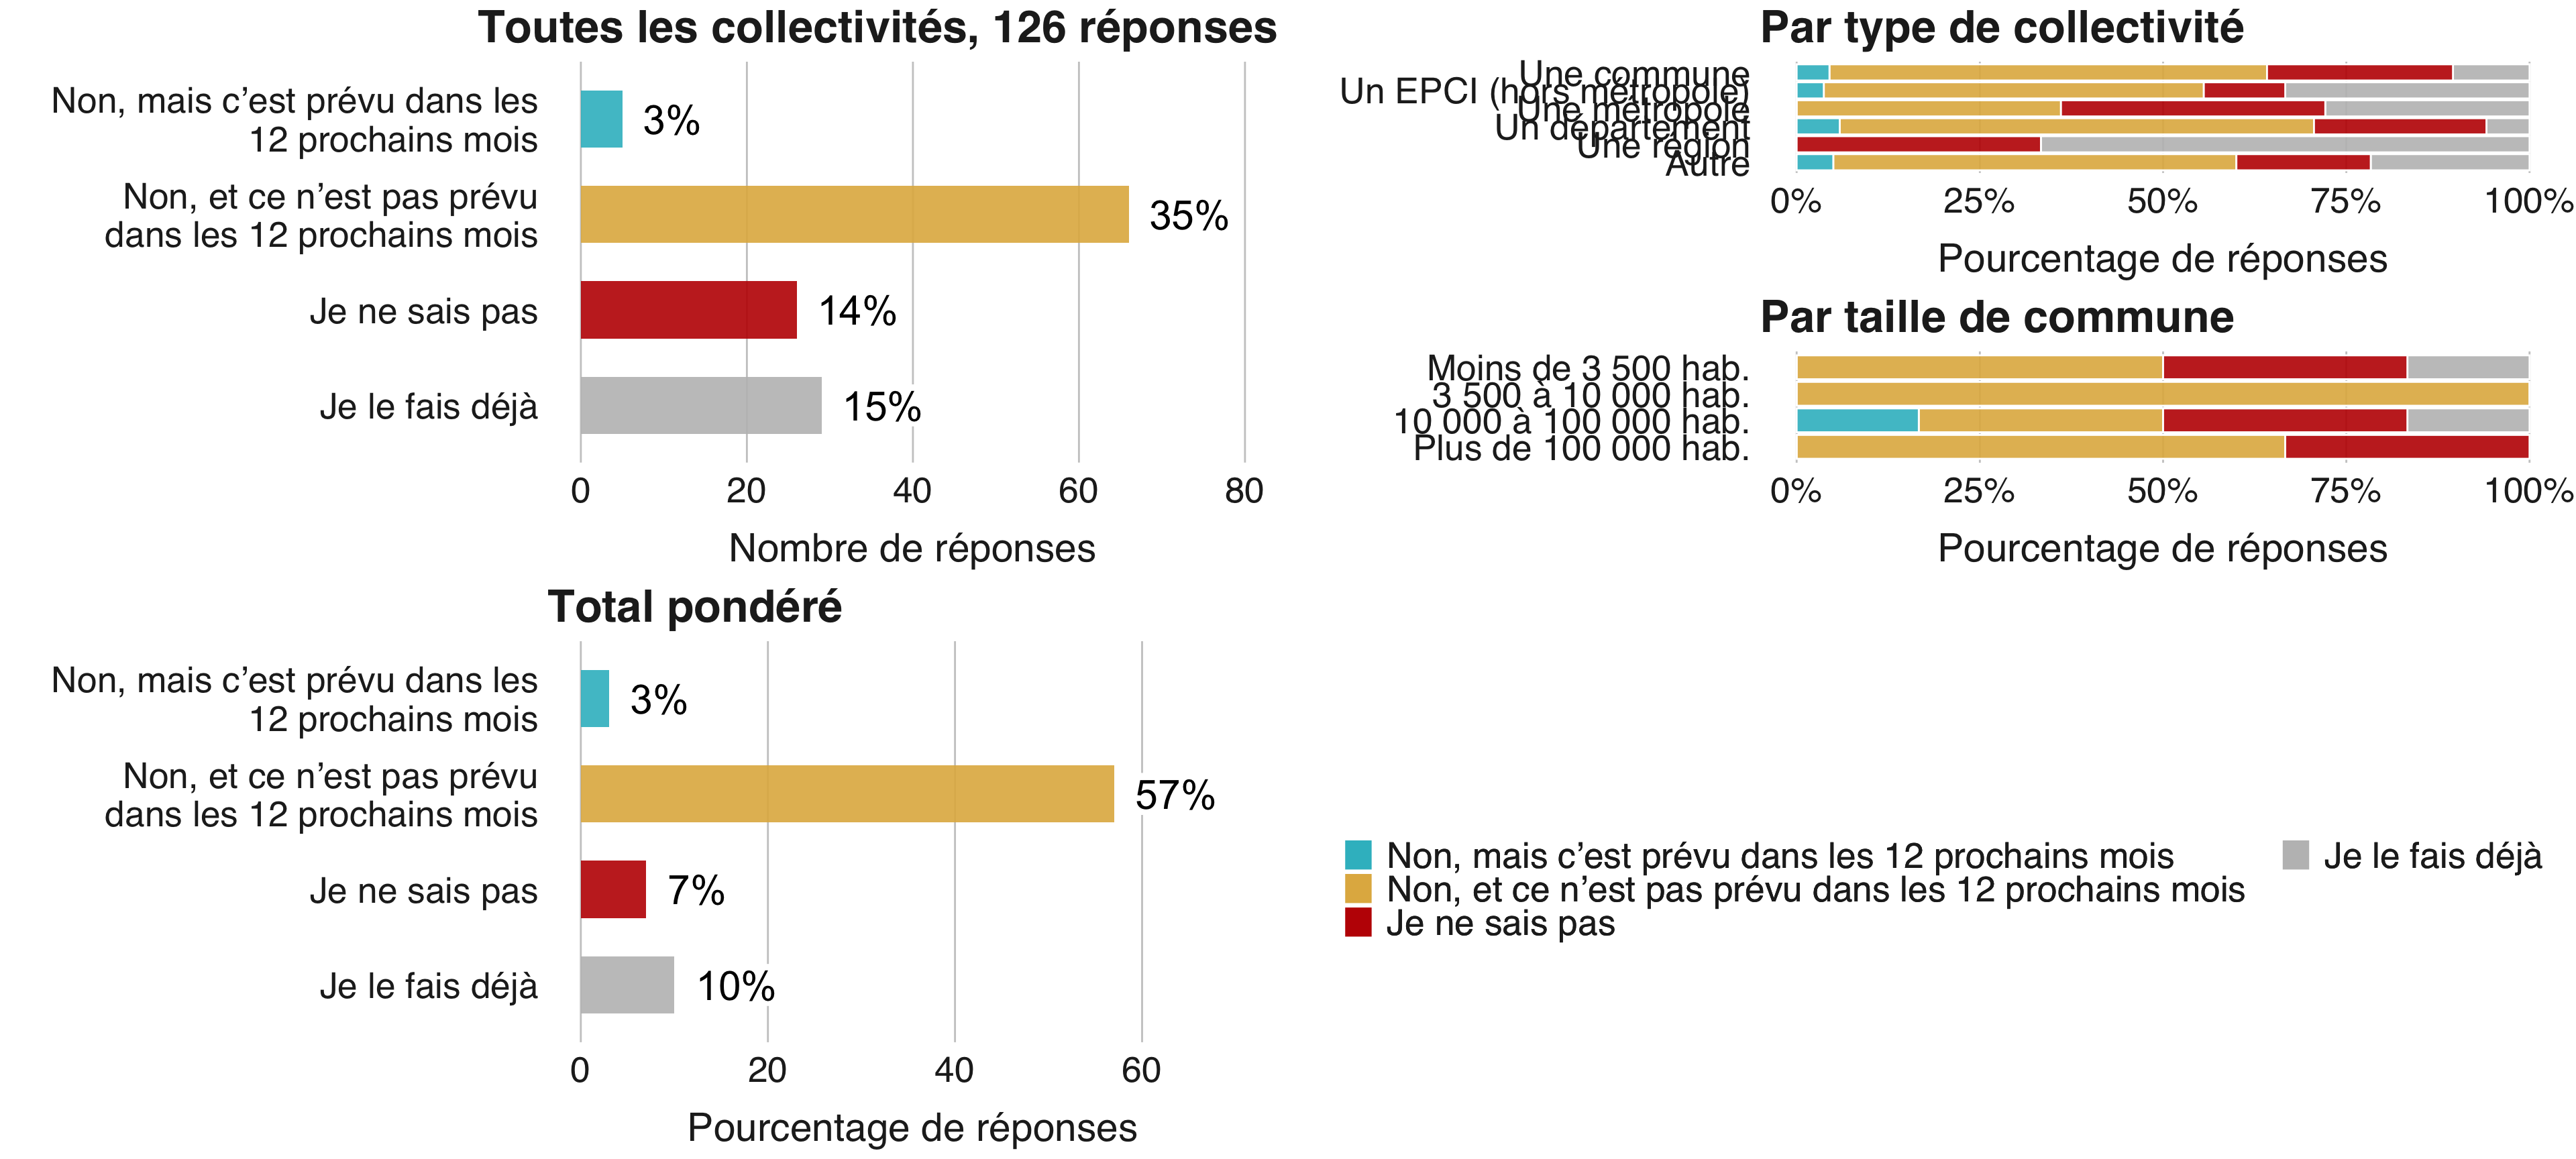 Toutes les collectivités, 126 réponses
Non, mais c’est prévu dans les
12 prochains mois
3%
Non, et ce n’est pas prévu
dans les 12 prochains mois
35%
Je ne sais pas
14%
Je le fais déjà
15%
0 20 40 60 80
Nombre de réponses
Par type de collectivité
Une commune
Un EPCI (hors métropole)
Une métropole
Un département
Une région
Autre
0% 25% 50% 75% 100%
Pourcentage de réponses
Par taille de commune
Moins de 3 500 hab.
3 500 à 10 000 hab.
10 000 à 100 000 hab.
Plus de 100 000 hab.
0% 25% 50% 75% 100%
Pourcentage de réponses
Total pondéré
Non, mais c’est prévu dans les
12 prochains mois
3%
Non, et ce n’est pas prévu
dans les 12 prochains mois
57%
Je ne sais pas
7%
Je le fais déjà
10%
0 20 40 60
Pourcentage de réponses
Non, mais c’est prévu dans les 12 prochains mois
Non, et ce n’est pas prévu dans les 12 prochains mois
Je ne sais pas
Je le fais déjà